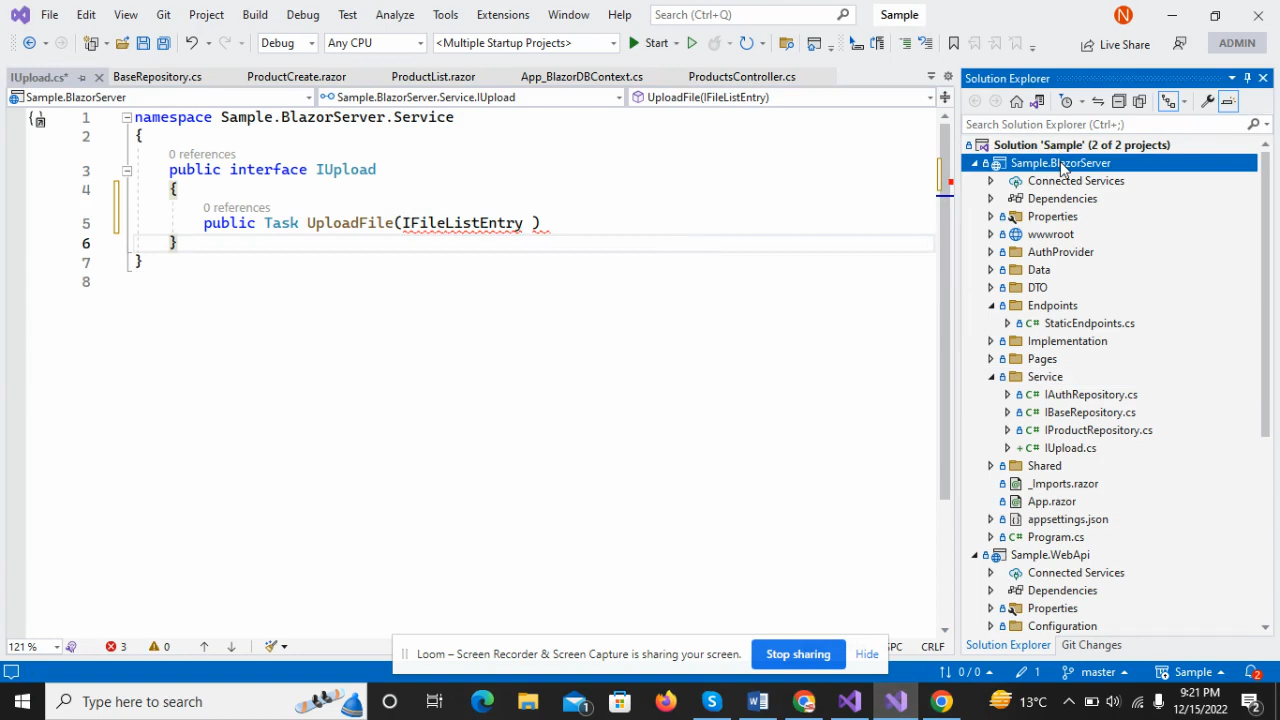 File Edit View Git Project Build Debug Test Analyze Tools Extensions Window Help Search (Ctrl+Q) Sample N
Debug Any CPU <Multiple Startup Projects> Start Live Share ADMIN
IUpload.cs* BaseRepository.cs ProductCreate.razor ProductList.razor App_BlazorDBContext.cs ProductsController.cs
Sample.BlazorServer Sample.BlazorServer.Service.IUpload UploadFile(IFileListEntry)
1 namespace Sample.BlazorServer.Service
2 {
0 references
3 public interface IUpload
4 {
0 references
5 public Task UploadFile(IFileListEntry )
6 }
7 }
8
121 % 3 0 SPC CRLF
Loom – Screen Recorder & Screen Capture is sharing your screen. Stop sharing Hide
Solution Explorer
Search Solution Explorer (Ctrl+;)
Solution 'Sample' (2 of 2 projects)
Sample.BlazorServer
Connected Services
Dependencies
Properties
wwwroot
AuthProvider
Data
DTO
Endpoints
C# StaticEndpoints.cs
Implementation
Pages
Service
C# IAuthRepository.cs
C# IBaseRepository.cs
C# IProductRepository.cs
+ C# IUpload.cs
Shared
_Imports.razor
App.razor
appsettings.json
C# Program.cs
Sample.WebApi
Connected Services
Dependencies
Properties
Configuration
Solution Explorer Git Changes
0 / 0 1 master Sample 2
Type here to search 1 13°C 9:21 PM
12/15/2022 2